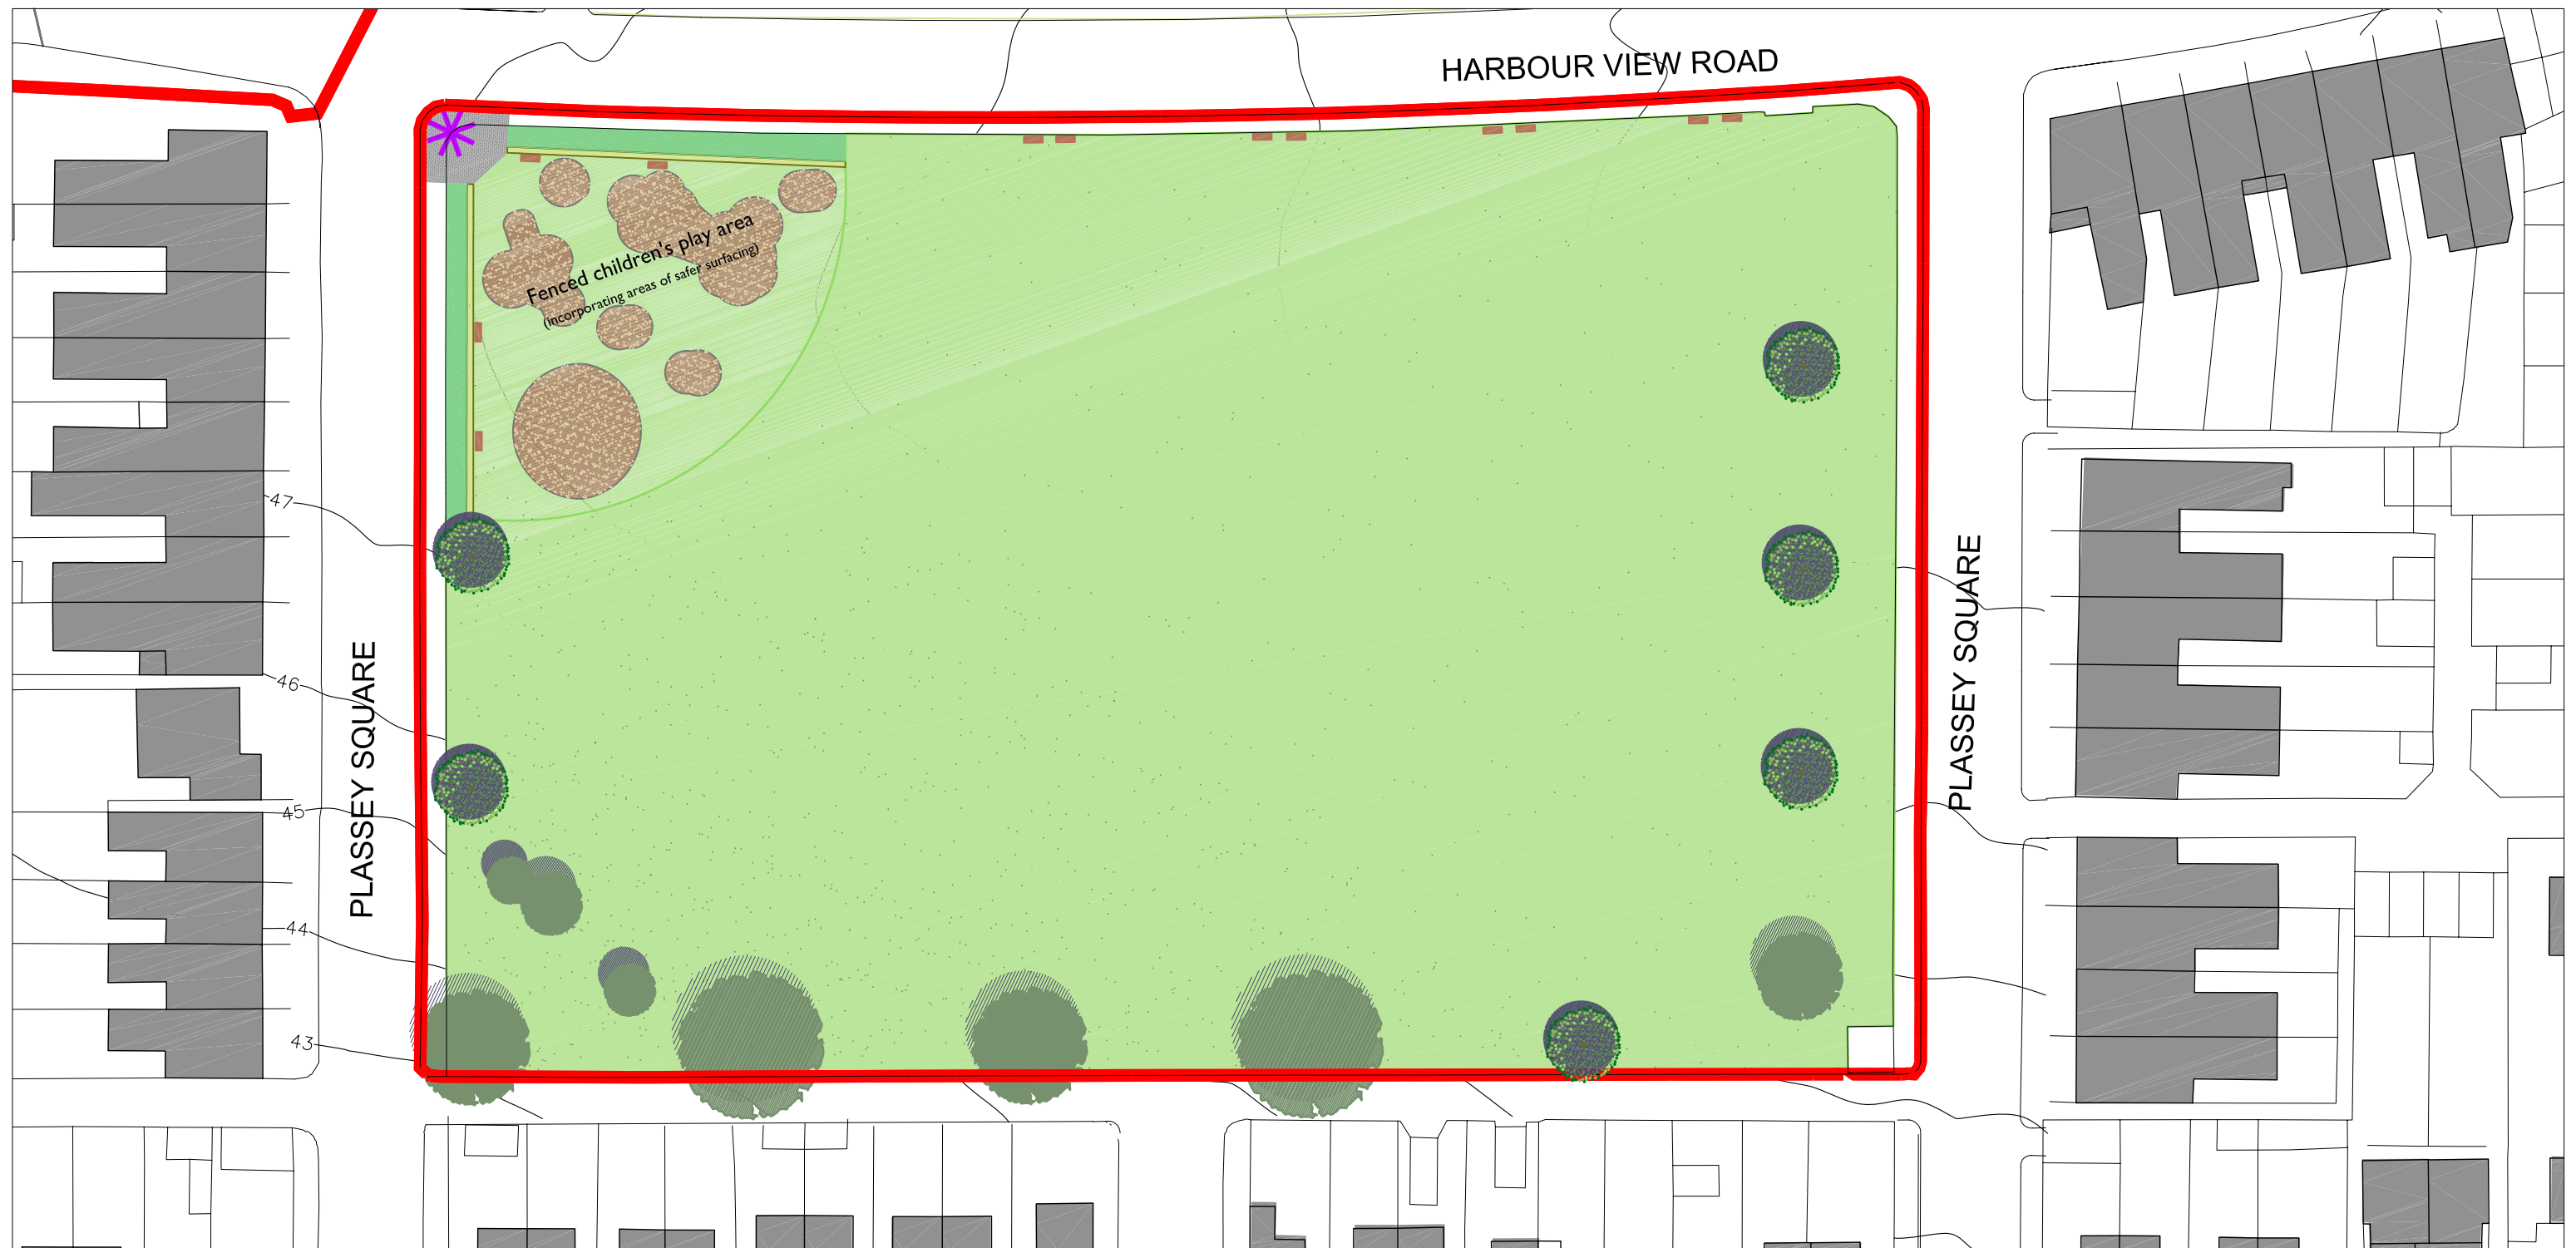 HARBOUR VIEW ROAD
Fenced children's play area
(incorporating areas of safer surfacing)
47
46
45
44
43
PLASSEY SQUARE
PLASSEY SQUARE